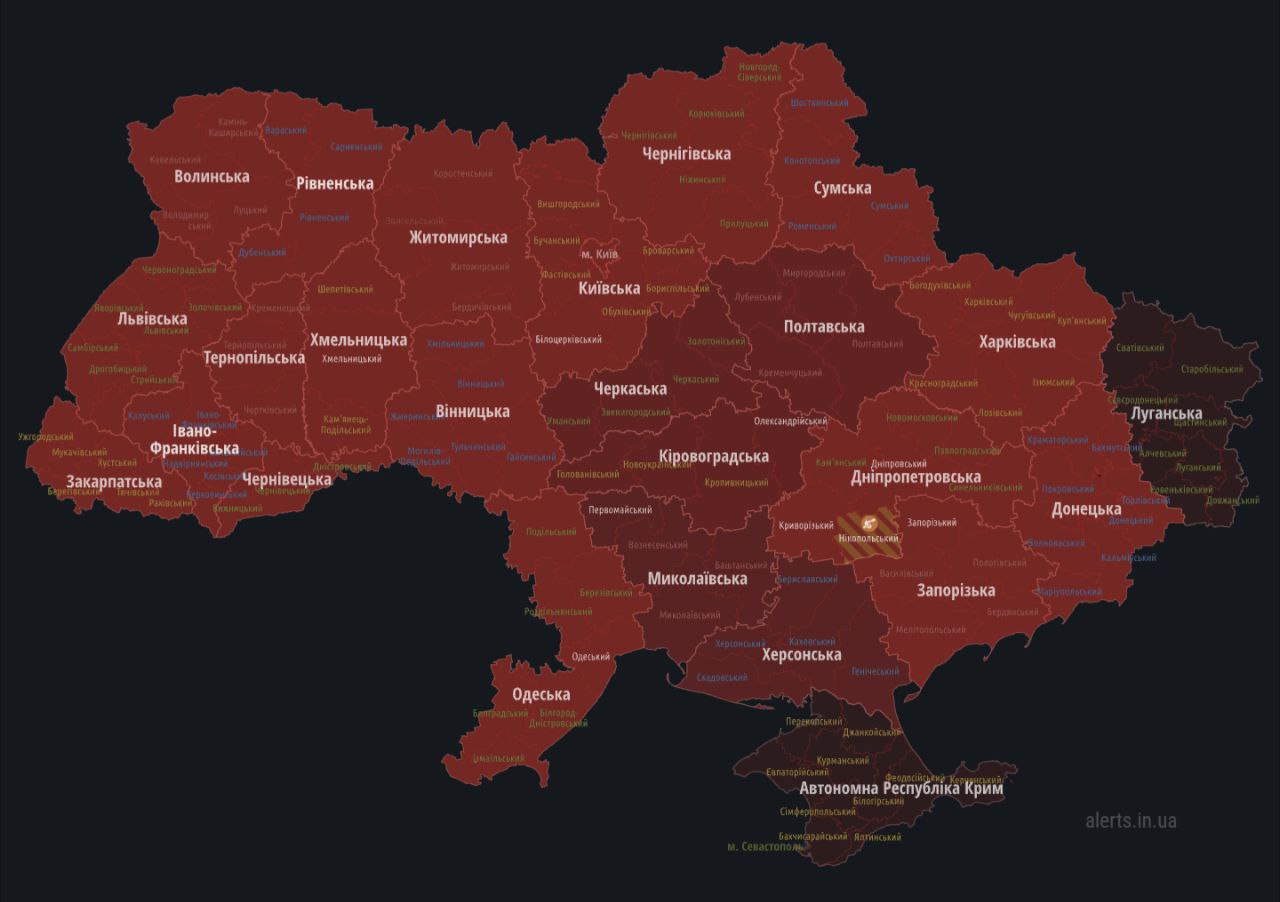 Новгород-
Сіверський
Шосткинський
Корюківський
Чернігівський
Чернігівська
Ніжинський
Прилуцький
Конотопський
Сумська
Сумський
Роменський
Охтирський
Камінь-
Каширський
Ковельський
Волинська
Луцький
Володимир-
ський
Вараський
Сарненський
Рівненська
Рівненський
Дубенський
Коростенський
Звягельський
Житомирська
Житомирський
Бердичівський
Вишгородський
Бучанський
м. Київ
Броварський
Фастівський
Київська
Бориспільський
Обухівський
Білоцерківський
Червоноградський
Яворівський
Золочівський
Львівська
Львівський
Самбірський
Дрогобицький
Стрийський
Кременецький
Тернопільський
Тернопільська
Чортківський
Шепетівський
Хмельницька
Хмельницький
Кам'янець-
Подільський
Хмільницький
Вінницький
Вінницька
Жмеринський
Тульчинський
Могилів-
Подільський
Гайсинський
Миргородський
Лубенський
Полтавська
Полтавський
Кременчуцький
Богодухівський
Харківський
Чугуївський
Куп'янський
Харківська
Красноградський
Ізюмський
Лозівський
Сватівський
Старобільський
Сєвєродонецький
Луганська
Щастинський
Алчевський
Луганський
Ровеньківський
Довжанський
Золотоніський
Черкаська
Черкаський
Звенигородський
Уманський
Олександрійський
Кіровоградська
Новоукраїнський
Голованівський
Кропивницький
Калуський
Івано-
Франківський
Івано-
Франківська
Надвірнянський
Косівський
Верховинський
Ужгородський
Мукачівський
Хустський
Закарпатська
Берегівський
Тячівський
Рахівський
Чернівецька
Дністровський
Чернівецький
Вижницький
Новомосковський
Павлоградський
Кам'янський
Дніпровський
Дніпропетровська
Синельниківський
Криворізький
Нікопольський
Краматорський
Бахмутський
Покровський
Горлівський
Донецька
Донецький
Волноваський
Кальміуський
Маріупольський
Запорізький
Василівський
Пологівський
Запорізька
Бердянський
Мелітопольський
Первомайський
Вознесенський
Баштанський
Миколаївська
Миколаївський
Бериславський
Херсонський
Каховський
Херсонська
Скадовський
Генічеський
Подільський
Березівський
Роздільнянський
Одеський
Одеська
Болградський
Білгород-
Дністровський
Ізмаїльський
Перекопський
Джанкойський
Курманський
Євпаторійський
Феодосійський
Керченський
Автономна Республіка Крим
Білогірський
Сімферопольський
Бахчисарайський
Ялтинський
м. Севастополь
alerts.in.ua